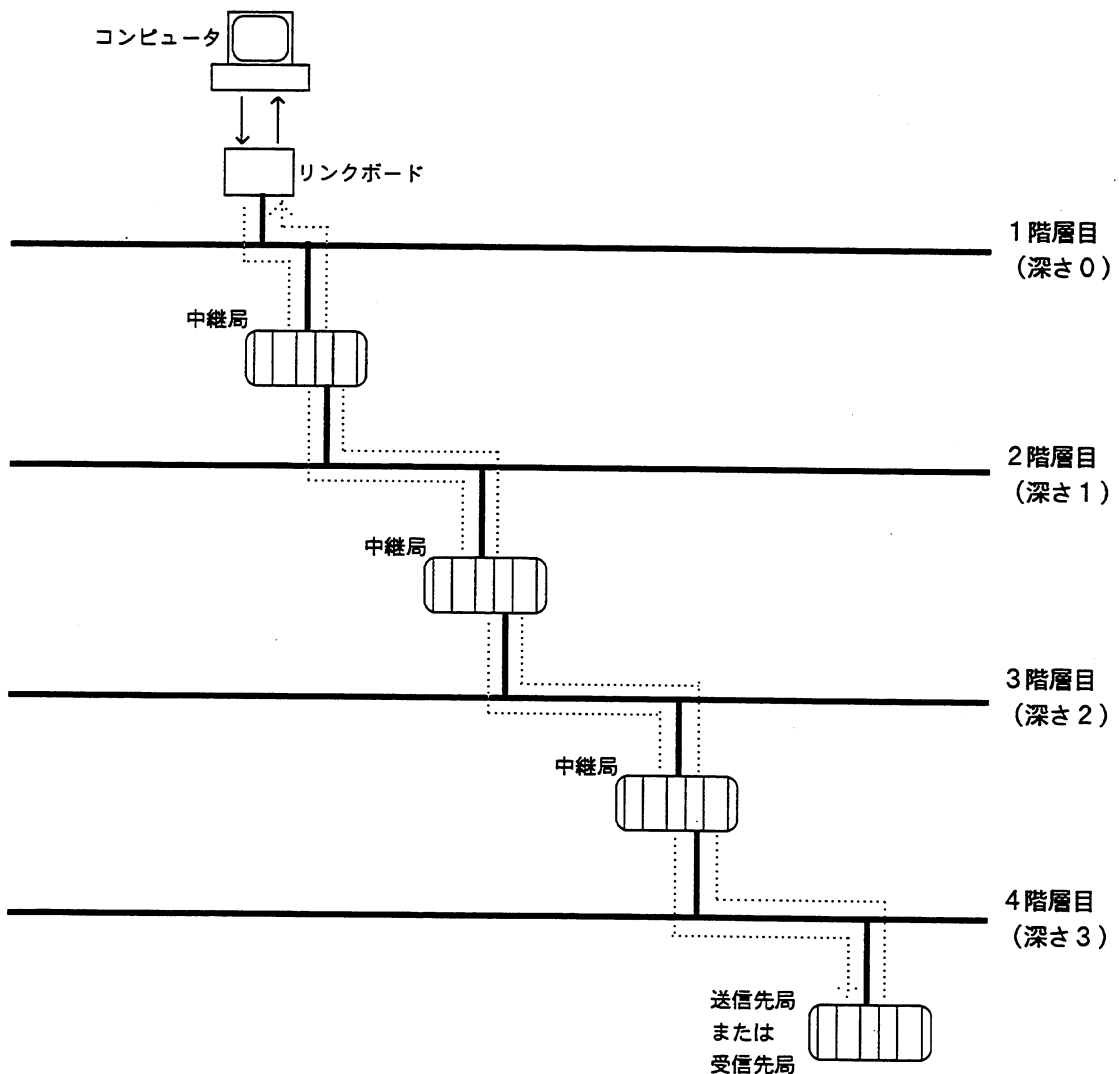 コンピュータ
リンクボード
1階層目
(深さ0)
中継局
2階層目
(深さ1)
中継局
3階層目
(深さ2)
中継局
4階層目
(深さ3)
送信先局
または
受信先局